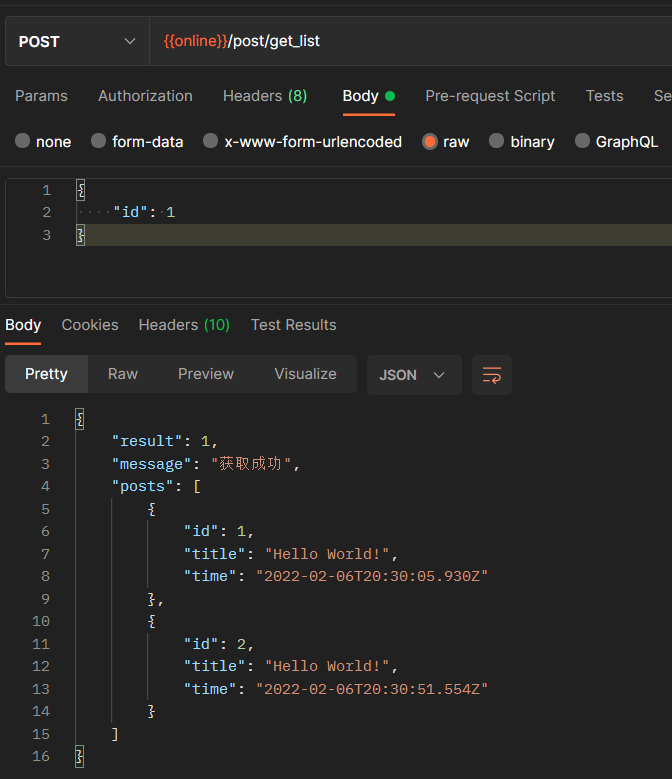 POST {{online}}/post/get_list
Params Authorization Headers (8) Body Pre-request Script Tests Se
none form-data x-www-form-urlencoded raw binary GraphQL
1 {
2 "id": 1
3 }
Body Cookies Headers (10) Test Results
Pretty Raw Preview Visualize JSON
1 {
2 "result": 1,
3 "message": "获取成功",
4 "posts": [
5 {
6 "id": 1,
7 "title": "Hello World!",
8 "time": "2022-02-06T20:30:05.930Z"
9 },
10 {
11 "id": 2,
12 "title": "Hello World!",
13 "time": "2022-02-06T20:30:51.554Z"
14 }
15 ]
16 }